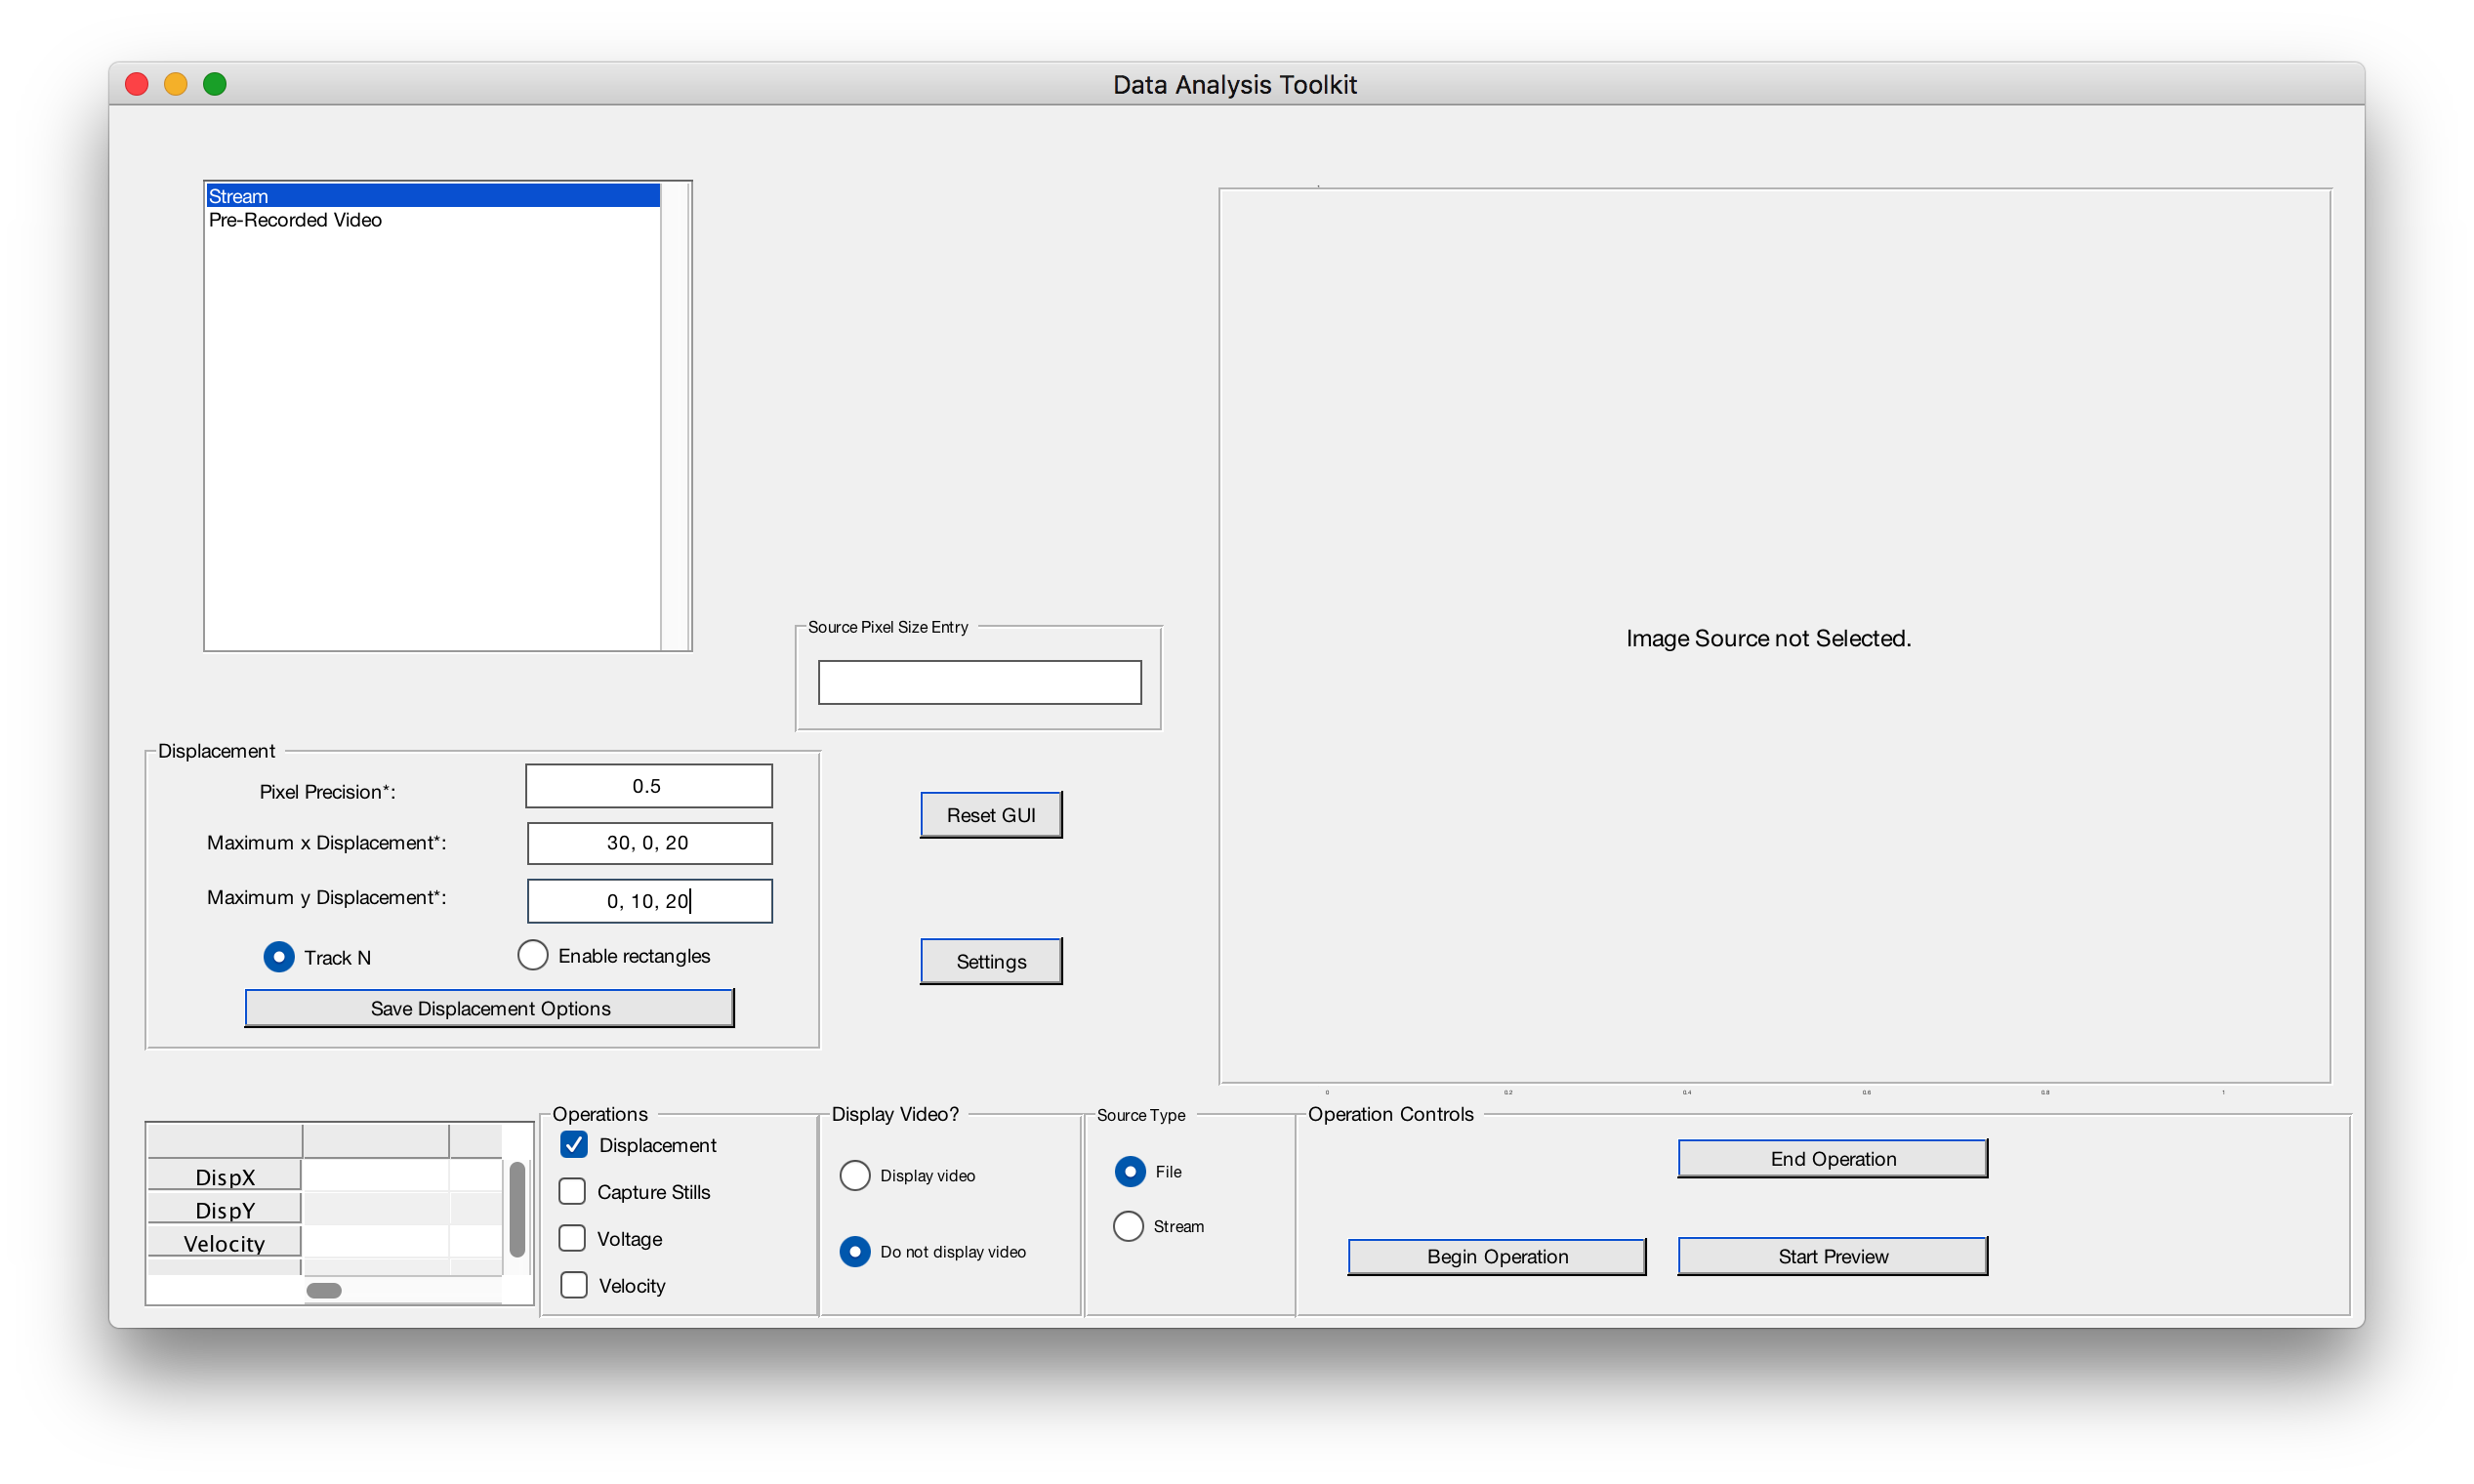 Data Analysis Toolkit
Stream
Pre-Recorded Video
Image Source not Selected.
Source Pixel Size Entry
Displacement
Pixel Precision*:
0.5
Maximum x Displacement*:
30, 0, 20
Maximum y Displacement*:
0, 10, 20
Track N
Enable rectangles
Save Displacement Options
Reset GUI
Settings
0 0.2 0.4 0.6 0.8 1
DispX
DispY
Velocity
Operations
Displacement
Capture Stills
Voltage
Velocity
Display Video?
Display video
Do not display video
Source Type
File
Stream
Operation Controls
End Operation
Begin Operation
Start Preview